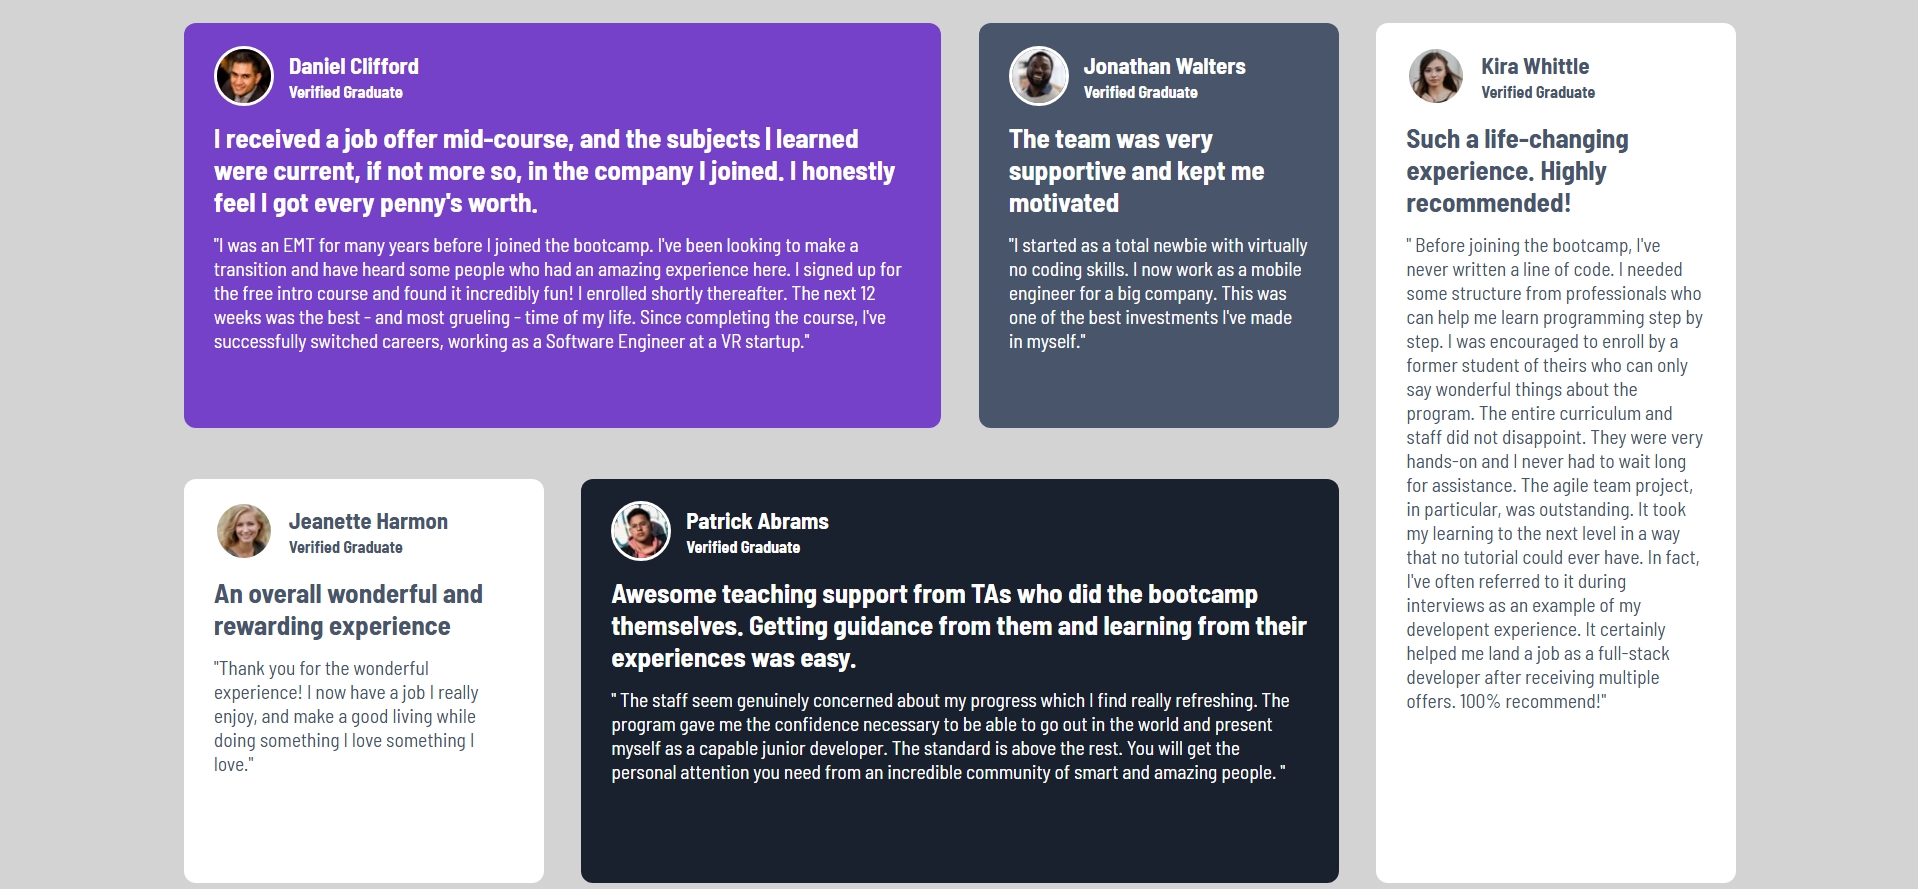 Daniel Clifford
Verified Graduate
I received a job offer mid-course, and the subjects | learned
were current, if not more so, in the company I joined. I honestly
feel I got every penny's worth.
"I was an EMT for many years before I joined the bootcamp. I've been looking to make a
transition and have heard some people who had an amazing experience here. I signed up for
the free intro course and found it incredibly fun! I enrolled shortly thereafter. The next 12
weeks was the best - and most grueling - time of my life. Since completing the course, I've
successfully switched careers, working as a Software Engineer at a VR startup."
Jonathan Walters
Verified Graduate
The team was very
supportive and kept me
motivated
"I started as a total newbie with virtually
no coding skills. I now work as a mobile
engineer for a big company. This was
one of the best investments I've made
in myself."
Kira Whittle
Verified Graduate
Such a life-changing
experience. Highly
recommended!
" Before joining the bootcamp, I've
never written a line of code. I needed
some structure from professionals who
can help me learn programming step by
step. I was encouraged to enroll by a
former student of theirs who can only
say wonderful things about the
program. The entire curriculum and
staff did not disappoint. They were very
hands-on and I never had to wait long
for assistance. The agile team project,
in particular, was outstanding. It took
my learning to the next level in a way
that no tutorial could ever have. In fact,
I've often referred to it during
interviews as an example of my
developent experience. It certainly
helped me land a job as a full-stack
developer after receiving multiple
offers. 100% recommend!"
Jeanette Harmon
Verified Graduate
An overall wonderful and
rewarding experience
"Thank you for the wonderful
experience! I now have a job I really
enjoy, and make a good living while
doing something I love something I
love."
Patrick Abrams
Verified Graduate
Awesome teaching support from TAs who did the bootcamp
themselves. Getting guidance from them and learning from their
experiences was easy.
" The staff seem genuinely concerned about my progress which I find really refreshing. The
program gave me the confidence necessary to be able to go out in the world and present
myself as a capable junior developer. The standard is above the rest. You will get the
personal attention you need from an incredible community of smart and amazing people. "